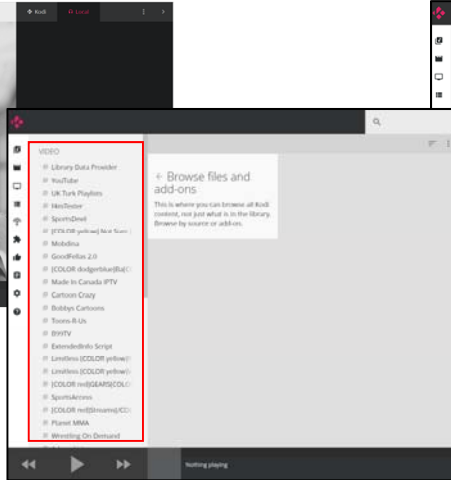 Kodi Local
VIDEO
Library Data Provider
YouTube
UK Turk Playlists
HmiTester
SportsDevil
[COLOR yellow] Not Sure
Mobdina
GoodFellas 2.0
[COLOR dodgerblue]Ba[C
Made In Canada IPTV
Cartoon Crazy
Bobbys Cartoons
Toons-R-Us
B99TV
ExtendedInfo Script
Limitless [COLOR yellow]
Limitless [COLOR yellow]
[COLOR red]GEARS[COLO
SportsAccess
[COLOR red]Streams[/CO
Planet MMA
Wrestling On Demand
Browse files and
add-ons
This is where you can browse all Kodi
content, not just what is in the library.
Browse by source or add-on.
Nothing playing